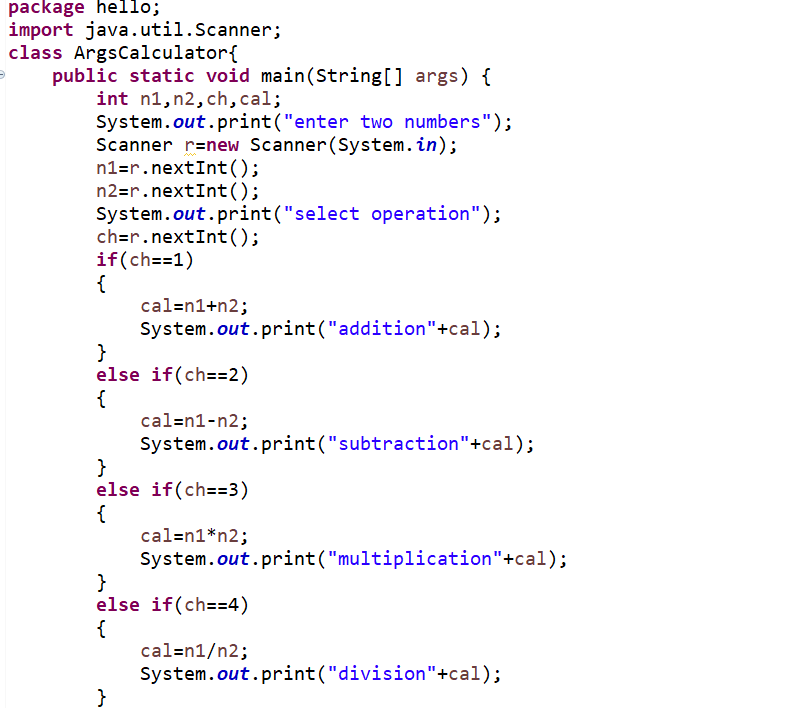 package hello;
import java.util.Scanner;
class ArgsCalculator{
    public static void main(String[] args) {
        int n1,n2,ch,cal;
        System.out.print("enter two numbers");
        Scanner r=new Scanner(System.in);
        n1=r.nextInt();
        n2=r.nextInt();
        System.out.print("select operation");
        ch=r.nextInt();
        if(ch==1)
        {
            cal=n1+n2;
            System.out.print("addition"+cal);
        }
        else if(ch==2)
        {
            cal=n1-n2;
            System.out.print("subtraction"+cal);
        }
        else if(ch==3)
        {
            cal=n1*n2;
            System.out.print("multiplication"+cal);
        }
        else if(ch==4)
        {
            cal=n1/n2;
            System.out.print("division"+cal);
        }